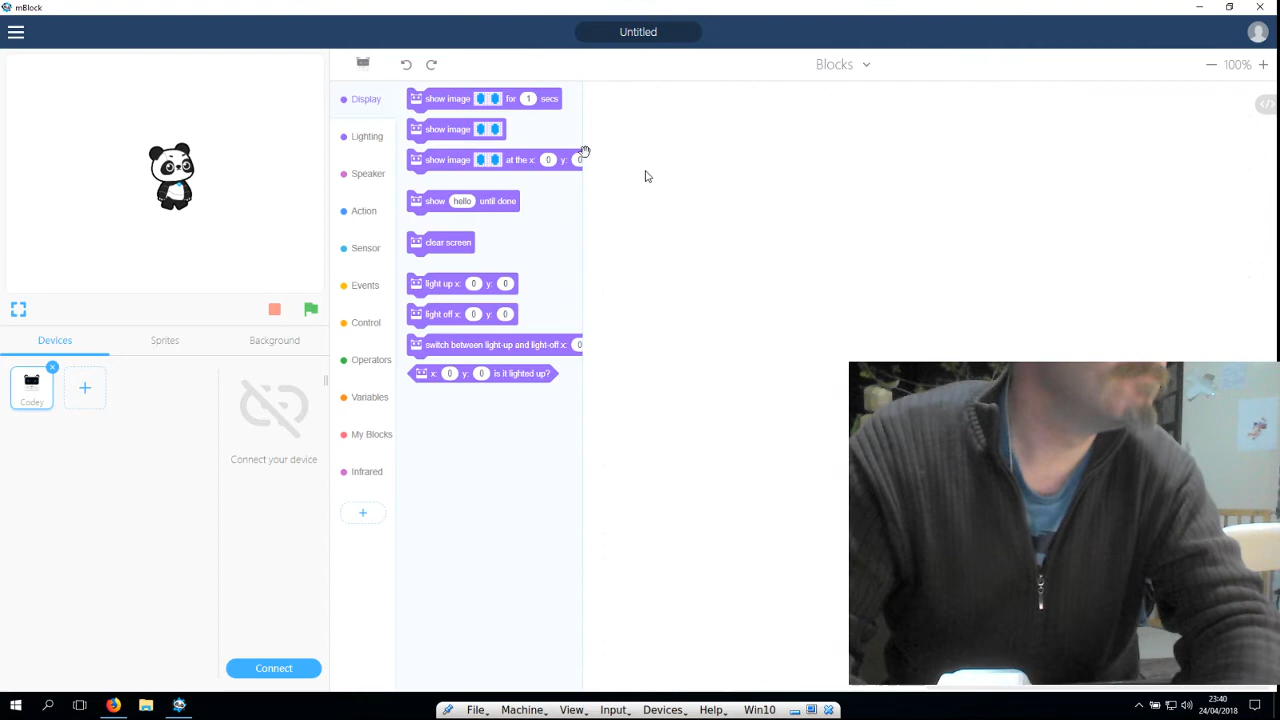 mBlock
Untitled
Blocks
100%
Display
Lighting
Speaker
Action
Sensor
Events
Control
Operators
Variables
My Blocks
Infrared
+
show image for 1 secs
show image
show image at the x: 0 y: 0
show hello until done
clear screen
light up x: 0 y: 0
light off x: 0 y: 0
switch between light-up and light-off x: 0
x: 0 y: 0 is it lighted up?
Devices
Sprites
Background
Codey
+
Connect your device
Connect
File
Machine
View
Input
Devices
Help
Win10
23:40
24/04/2018